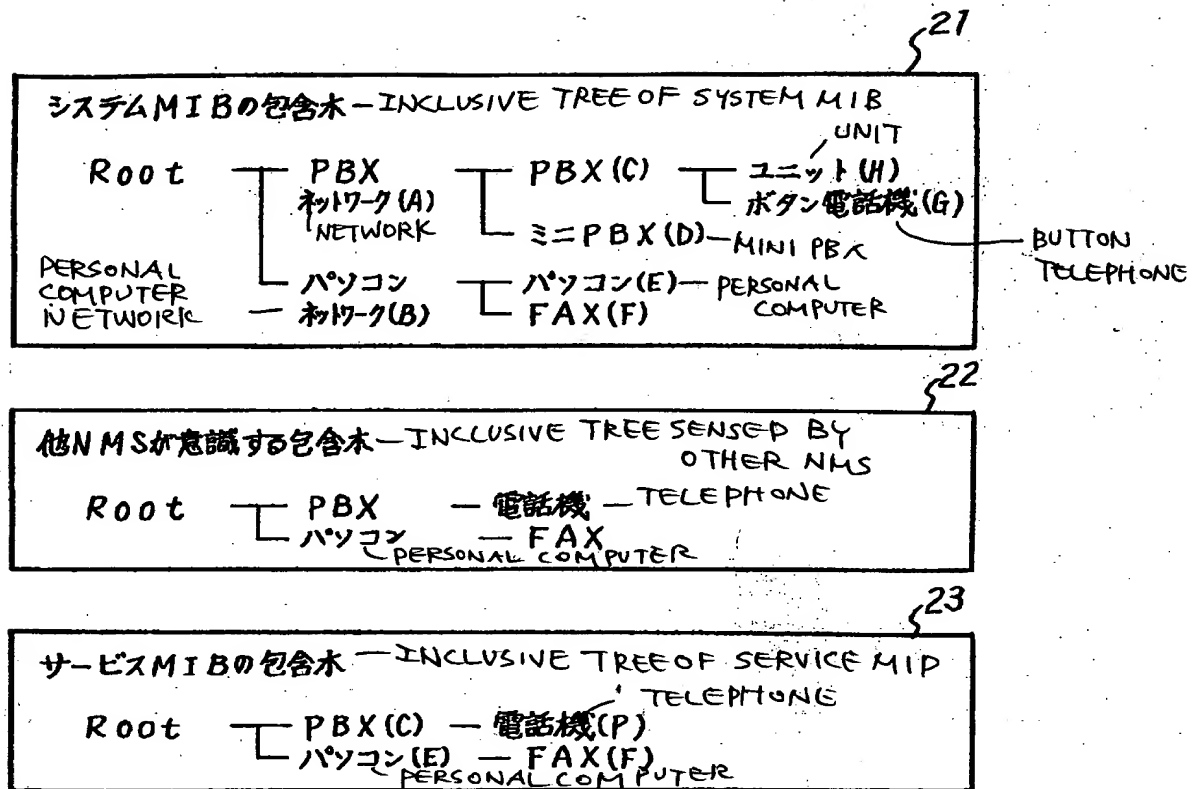 21
システムMIBの包含木 — INCLUSIVE TREE OF SYSTEM MIB
UNIT
Root PBX PBX(C) ユニット(H)
ネットワーク(A) ボタン電話機(G)
NETWORK ミニPBX(D) — MINI PBX
BUTTON
TELEPHONE
PERSONAL
COMPUTER
NETWORK
パソコン パソコン(E) — PERSONAL
COMPUTER
ネットワーク(B) FAX(F)
22
他NMSが意識する包含木 — INCLUSIVE TREE SENSED BY
OTHER NMS
Root PBX — 電話機 — TELEPHONE
パソコン — FAX
PERSONAL COMPUTER
23
サービスMIBの包含木 — INCLUSIVE TREE OF SERVICE MIP
TELEPHONE
Root PBX(C) — 電話機(P)
パソコン(E) — FAX(F)
PERSONAL COMPUTER